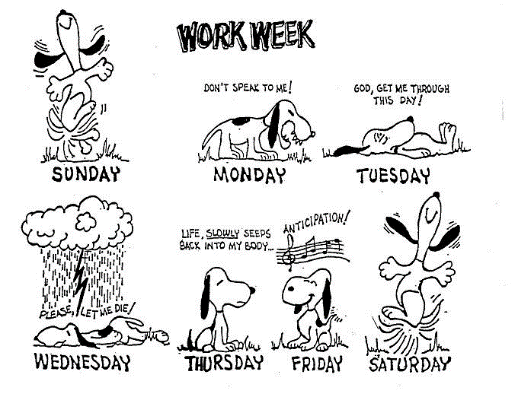 WORK WEEK
SUNDAY
DON'T SPEAK TO ME!
MONDAY
GOD, GET ME THROUGH
THIS DAY!
TUESDAY
PLEASE, LET ME DIE!
WEDNESDAY
LIFE, SLOWLY SEEPS
BACK INTO MY BODY...
THURSDAY
ANTICIPATION!
FRIDAY
SATURDAY